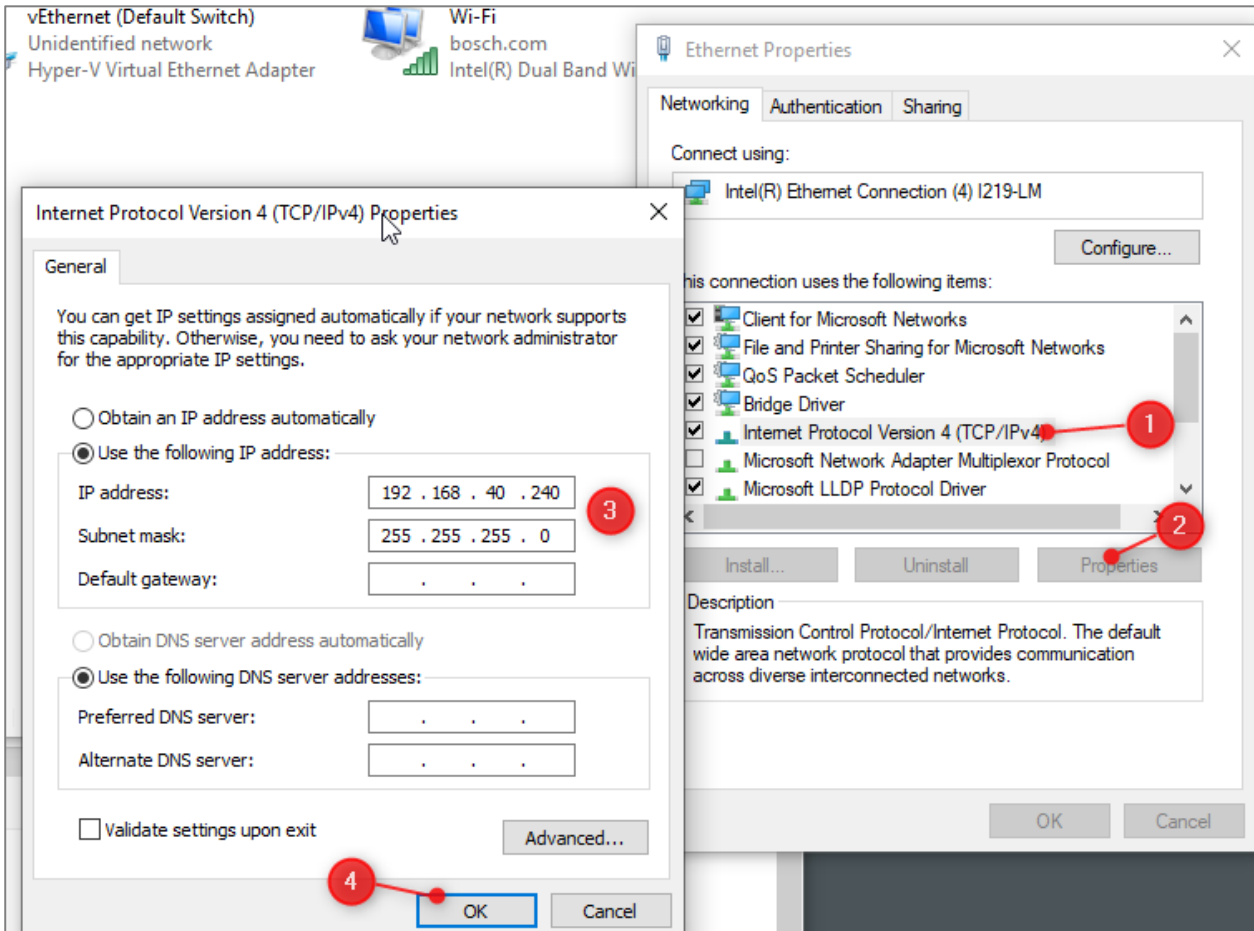 vEthernet (Default Switch)
Unidentified network
Hyper-V Virtual Ethernet Adapter
Wi-Fi
bosch.com
Intel(R) Dual Band Wi
Ethernet Properties
Networking
Authentication
Sharing
Connect using:
Intel(R) Ethernet Connection (4) I219-LM
Configure...
his connection uses the following items:
Client for Microsoft Networks
File and Printer Sharing for Microsoft Networks
QoS Packet Scheduler
Bridge Driver
Internet Protocol Version 4 (TCP/IPv4)
1
Microsoft Network Adapter Multiplexor Protocol
Microsoft LLDP Protocol Driver
2
Install...
Uninstall
Properties
Description
Transmission Control Protocol/Internet Protocol. The default
wide area network protocol that provides communication
across diverse interconnected networks.
OK
Cancel
Internet Protocol Version 4 (TCP/IPv4) Properties
General
You can get IP settings assigned automatically if your network supports
this capability. Otherwise, you need to ask your network administrator
for the appropriate IP settings.
Obtain an IP address automatically
Use the following IP address:
IP address:
192 . 168 . 40 . 240
3
Subnet mask:
255 . 255 . 255 . 0
Default gateway:
. . .
Obtain DNS server address automatically
Use the following DNS server addresses:
Preferred DNS server:
. . .
Alternate DNS server:
. . .
Validate settings upon exit
Advanced...
4
OK
Cancel